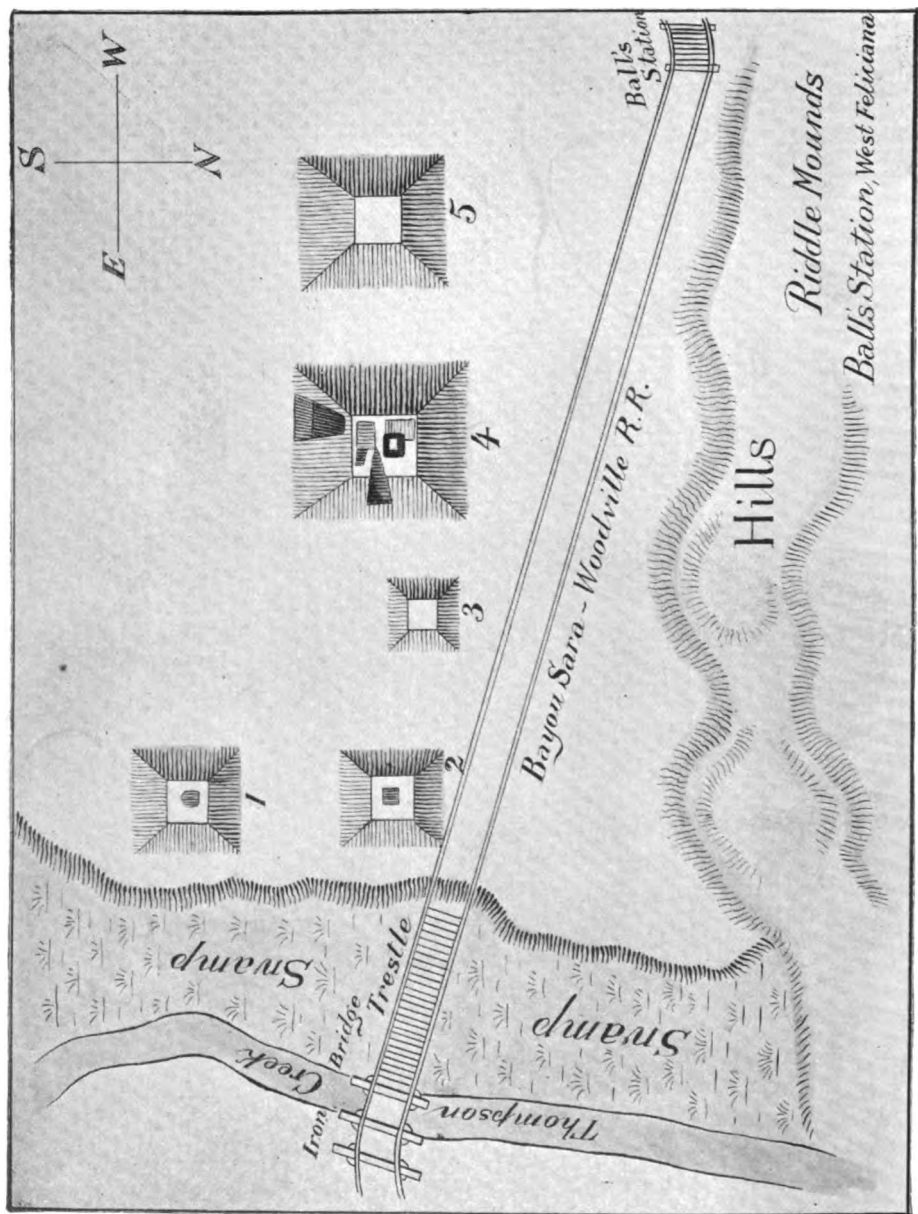 S
E
W
N
Ball's
Station
5
4
3
2
1
Bayou Sara - Woodville R.R.
Hills
Riddle Mounds
Ball's Station, West Feliciana
Swamp
Swamp
Trestle
Iron Bridge
Thompson Creek